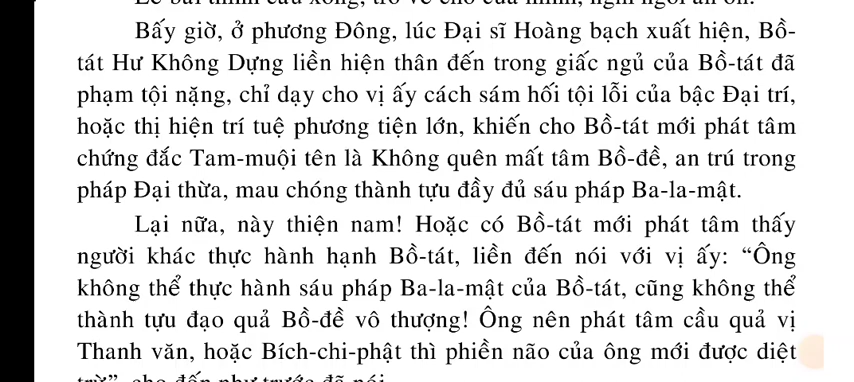 Bấy giờ, ở phương Đông, lúc Đại sĩ Hoàng bạch xuất hiện, Bồ-
tát Hư Không Dựng liền hiện thân đến trong giấc ngủ của Bồ-tát đã
phạm tội nặng, chỉ dạy cho vị ấy cách sám hối tội lỗi của bậc Đại trí,
hoặc thị hiện trí tuệ phương tiện lớn, khiến cho Bồ-tát mới phát tâm
chứng đắc Tam-muội tên là Không quên mất tâm Bồ-đề, an trú trong
pháp Đại thừa, mau chóng thành tựu đầy đủ sáu pháp Ba-la-mật.
Lại nữa, này thiện nam! Hoặc có Bồ-tát mới phát tâm thấy
người khác thực hành hạnh Bồ-tát, liền đến nói với vị ấy: “Ông
không thể thực hành sáu pháp Ba-la-mật của Bồ-tát, cũng không thể
thành tựu đạo quả Bồ-đề vô thượng! Ông nên phát tâm cầu quả vị
Thanh văn, hoặc Bích-chi-phật thì phiền não của ông mới được diệt